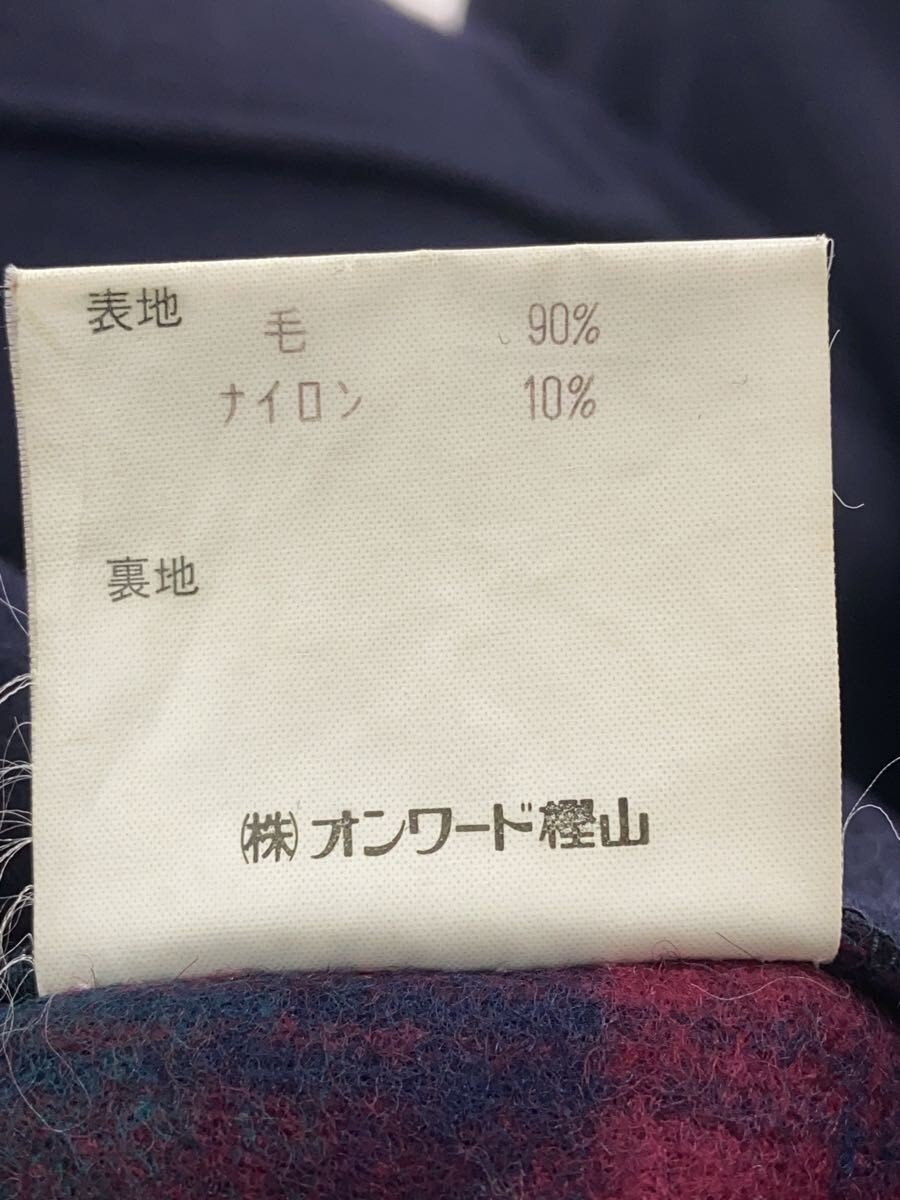 表地 毛 90%
ナイロン 10%
裏地
㈱オンワード樫山